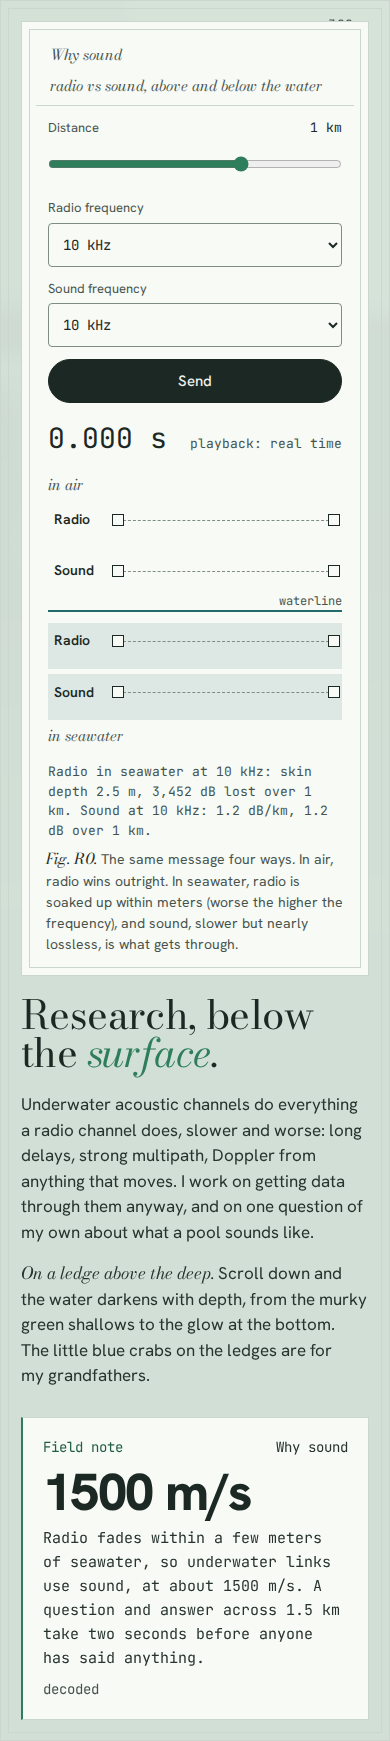 Why sound
radio vs sound, above and below the water
Distance 1 km
Radio frequency
10 kHz
Sound frequency
10 kHz
Send
0.000 s playback: real time
in air
Radio
Sound
waterline
Radio
Sound
in seawater
Radio in seawater at 10 kHz: skin
depth 2.5 m, 3,452 dB lost over 1
km. Sound at 10 kHz: 1.2 dB/km, 1.2
dB over 1 km.
Fig. R0. The same message four ways. In air,
radio wins outright. In seawater, radio is
soaked up within meters (worse the higher the
frequency), and sound, slower but nearly
lossless, is what gets through.
Research, below
the surface.
Underwater acoustic channels do everything
a radio channel does, slower and worse: long
delays, strong multipath, Doppler from
anything that moves. I work on getting data
through them anyway, and on one question of
my own about what a pool sounds like.
On a ledge above the deep. Scroll down and
the water darkens with depth, from the murky
green shallows to the glow at the bottom.
The little blue crabs on the ledges are for
my grandfathers.
Field note Why sound
1500 m/s
Radio fades within a few meters
of seawater, so underwater links
use sound, at about 1500 m/s. A
question and answer across 1.5 km
take two seconds before anyone
has said anything.
decoded